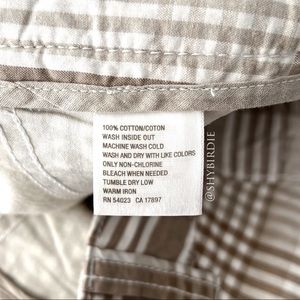 100% COTTON/COTON
WASH INSIDE OUT
MACHINE WASH COLD
WASH AND DRY WITH LIKE COLORS
ONLY NON-CHLORINE
BLEACH WHEN NEEDED
TUMBLE DRY LOW
WARM IRON
RN 54023 CA 17897
@SHYBIRDIE